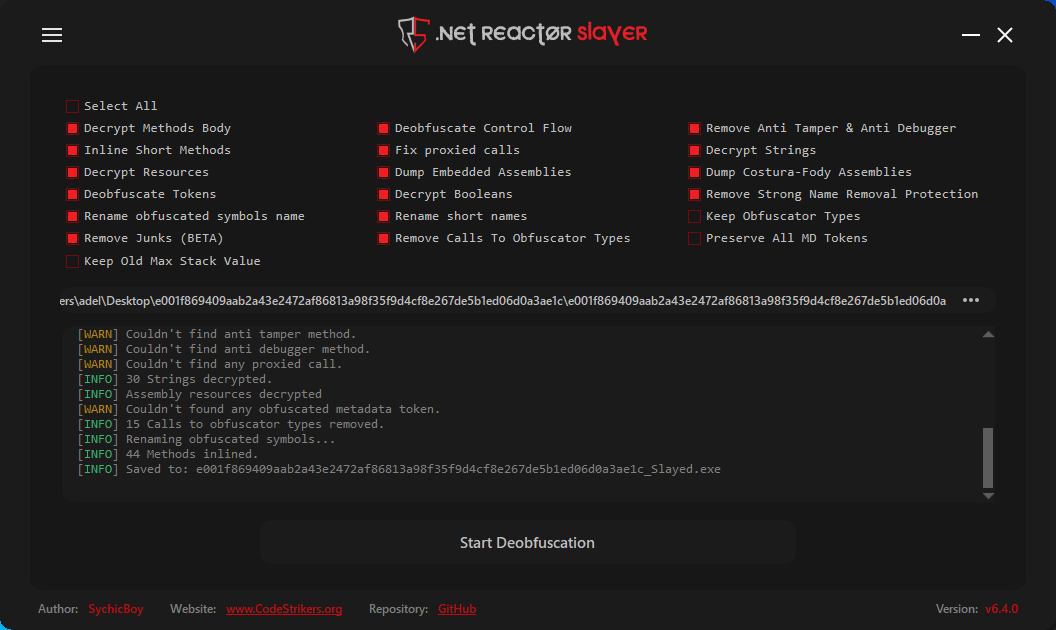 .NET REACTØR SLAYER
Select All
Decrypt Methods Body
Deobfuscate Control Flow
Remove Anti Tamper & Anti Debugger
Inline Short Methods
Fix proxied calls
Decrypt Strings
Decrypt Resources
Dump Embedded Assemblies
Dump Costura-Fody Assemblies
Deobfuscate Tokens
Decrypt Booleans
Remove Strong Name Removal Protection
Rename obfuscated symbols name
Rename short names
Keep Obfuscator Types
Remove Junks (BETA)
Remove Calls To Obfuscator Types
Preserve All MD Tokens
Keep Old Max Stack Value
ers\adel\Desktop\e001f869409aab2a43e2472af86813a98f35f9d4cf8e267de5b1ed06d0a3ae1c\e001f869409aab2a43e2472af86813a98f35f9d4cf8e267de5b1ed06d0a
[WARN] Couldn't find anti tamper method.
[WARN] Couldn't find anti debugger method.
[WARN] Couldn't find any proxied call.
[INFO] 30 Strings decrypted.
[INFO] Assembly resources decrypted
[WARN] Couldn't found any obfuscated metadata token.
[INFO] 15 Calls to obfuscator types removed.
[INFO] Renaming obfuscated symbols...
[INFO] 44 Methods inlined.
[INFO] Saved to: e001f869409aab2a43e2472af86813a98f35f9d4cf8e267de5b1ed06d0a3ae1c_Slayed.exe
Start Deobfuscation
Author: SychicBoy Website: www.CodeStrikers.org Repository: GitHub Version: v6.4.0